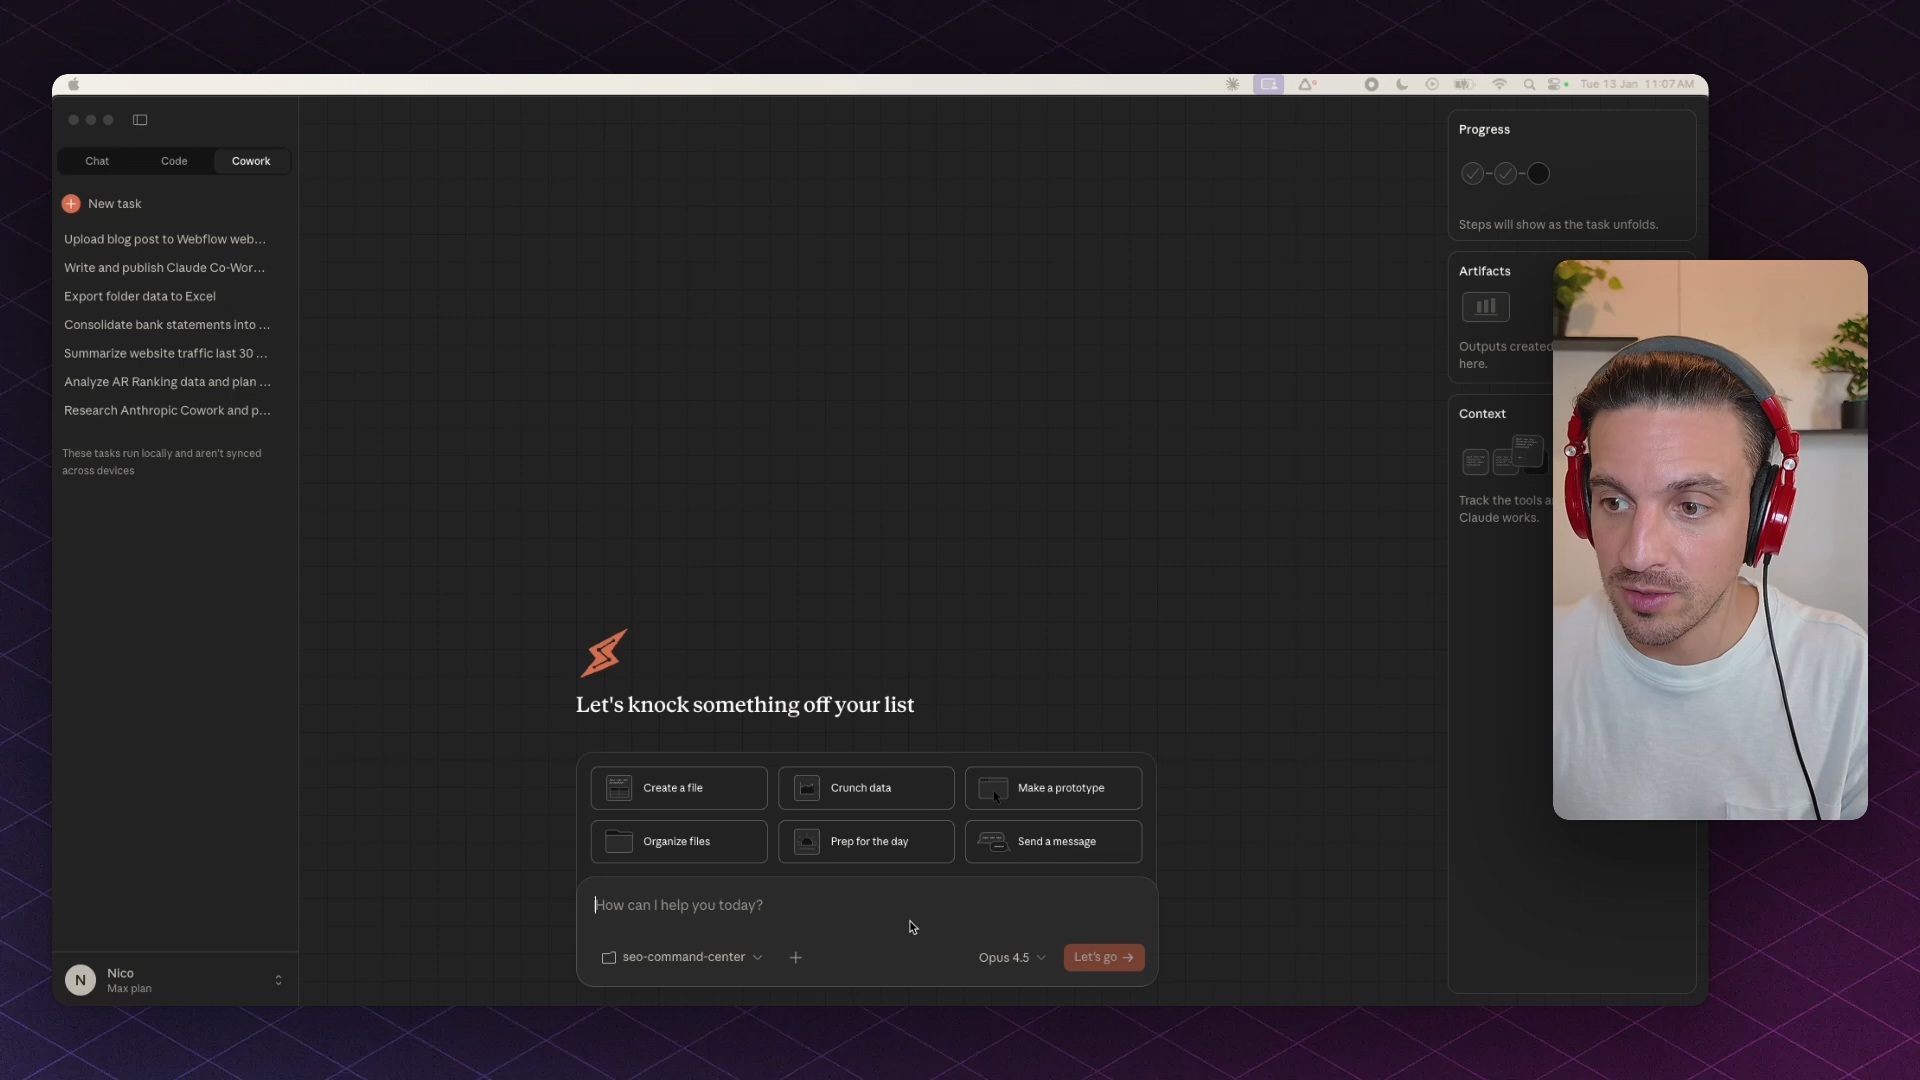 Tue 13 Jan 11:07 AM
Chat
Code
Cowork
New task
Upload blog post to Webflow web...
Write and publish Claude Co-Wor...
Export folder data to Excel
Consolidate bank statements into ...
Summarize website traffic last 30 ...
Analyze AR Ranking data and plan ...
Research Anthropic Cowork and p...
These tasks run locally and aren't synced
across devices
N
Nico
Max plan
Let's knock something off your list
Create a file
Crunch data
Make a prototype
Organize files
Prep for the day
Send a message
How can I help you today?
seo-command-center
Opus 4.5
Let's go →
Progress
Steps will show as the task unfolds.
Artifacts
Outputs created
here.
Context
Track the tools a
Claude works.